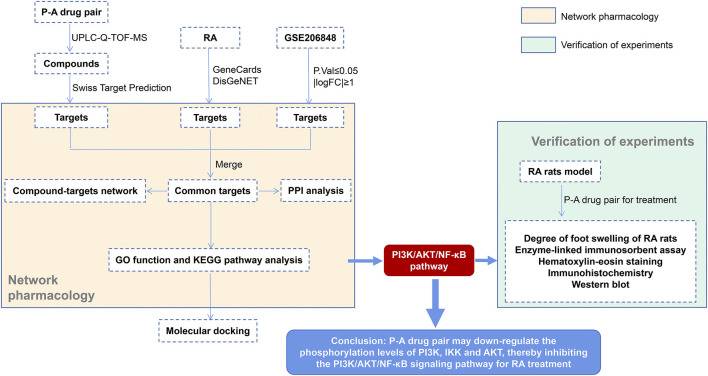 P-A drug pair
UPLC-Q-TOF-MS
Compounds
Swiss Target Prediction
Targets
RA
GeneCards
DisGeNET
Targets
GSE206848
P.Val≤0.05
|logFC|≥1
Targets
Merge
Compound-targets network
Common targets
PPI analysis
GO function and KEGG pathway analysis
Network
pharmacology
Molecular docking
PI3K/AKT/NF-κB
pathway
Network pharmacology
Verification of experiments
Verification of experiments
RA rats model
P-A drug pair for treatment
Degree of foot swelling of RA rats
Enzyme-linked immunosorbent assay
Hematoxylin-eosin staining
Immunohistochemistry
Western blot
Conclusion: P-A drug pair may down-regulate the
phosphorylation levels of PI3K, IKK and AKT, thereby inhibiting
the PI3K/AKT/NF-κB signaling pathway for RA treatment